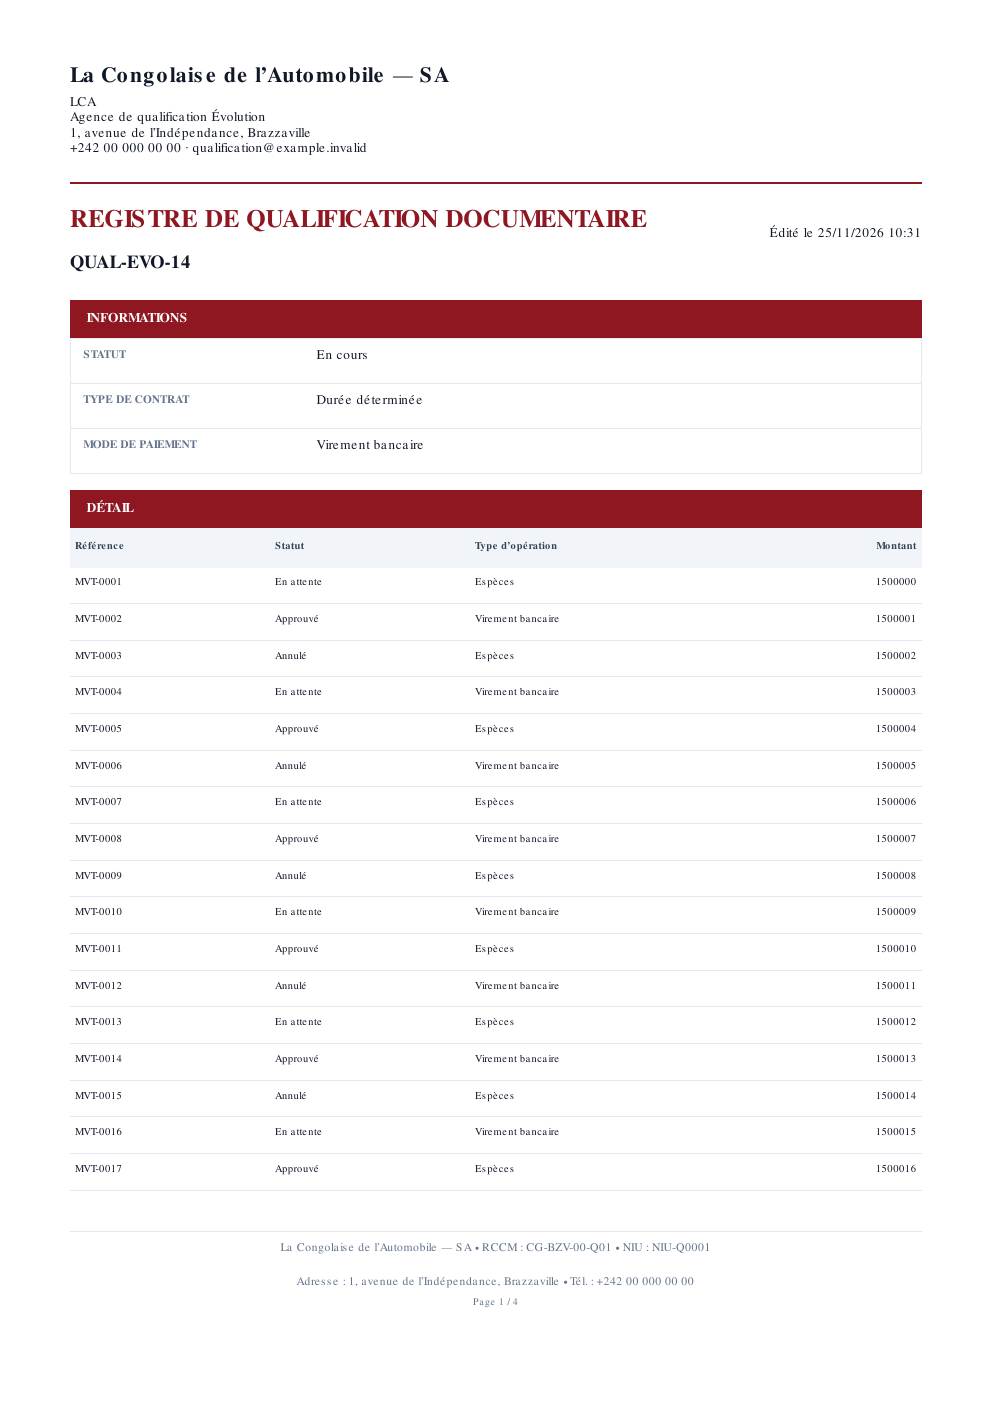 La Congolaise de l'Automobile — SA
LCA
Agence de qualification Évolution
1, avenue de l'Indépendance, Brazzaville
+242 00 000 00 00 · qualification@example.invalid
REGISTRE DE QUALIFICATION DOCUMENTAIRE
Édité le 25/11/2026 10:31
QUAL-EVO-14
INFORMATIONS
STATUT En cours
TYPE DE CONTRAT Durée déterminée
MODE DE PAIEMENT Virement bancaire
DÉTAIL
Référence Statut Type d'opération Montant
MVT-0001 En attente Espèces 1500000
MVT-0002 Approuvé Virement bancaire 1500001
MVT-0003 Annulé Espèces 1500002
MVT-0004 En attente Virement bancaire 1500003
MVT-0005 Approuvé Espèces 1500004
MVT-0006 Annulé Virement bancaire 1500005
MVT-0007 En attente Espèces 1500006
MVT-0008 Approuvé Virement bancaire 1500007
MVT-0009 Annulé Espèces 1500008
MVT-0010 En attente Virement bancaire 1500009
MVT-0011 Approuvé Espèces 1500010
MVT-0012 Annulé Virement bancaire 1500011
MVT-0013 En attente Espèces 1500012
MVT-0014 Approuvé Virement bancaire 1500013
MVT-0015 Annulé Espèces 1500014
MVT-0016 En attente Virement bancaire 1500015
MVT-0017 Approuvé Espèces 1500016
La Congolaise de l'Automobile — SA • RCCM : CG-BZV-00-Q01 • NIU : NIU-Q0001
Adresse : 1, avenue de l'Indépendance, Brazzaville • Tél. : +242 00 000 00 00
Page 1 / 4